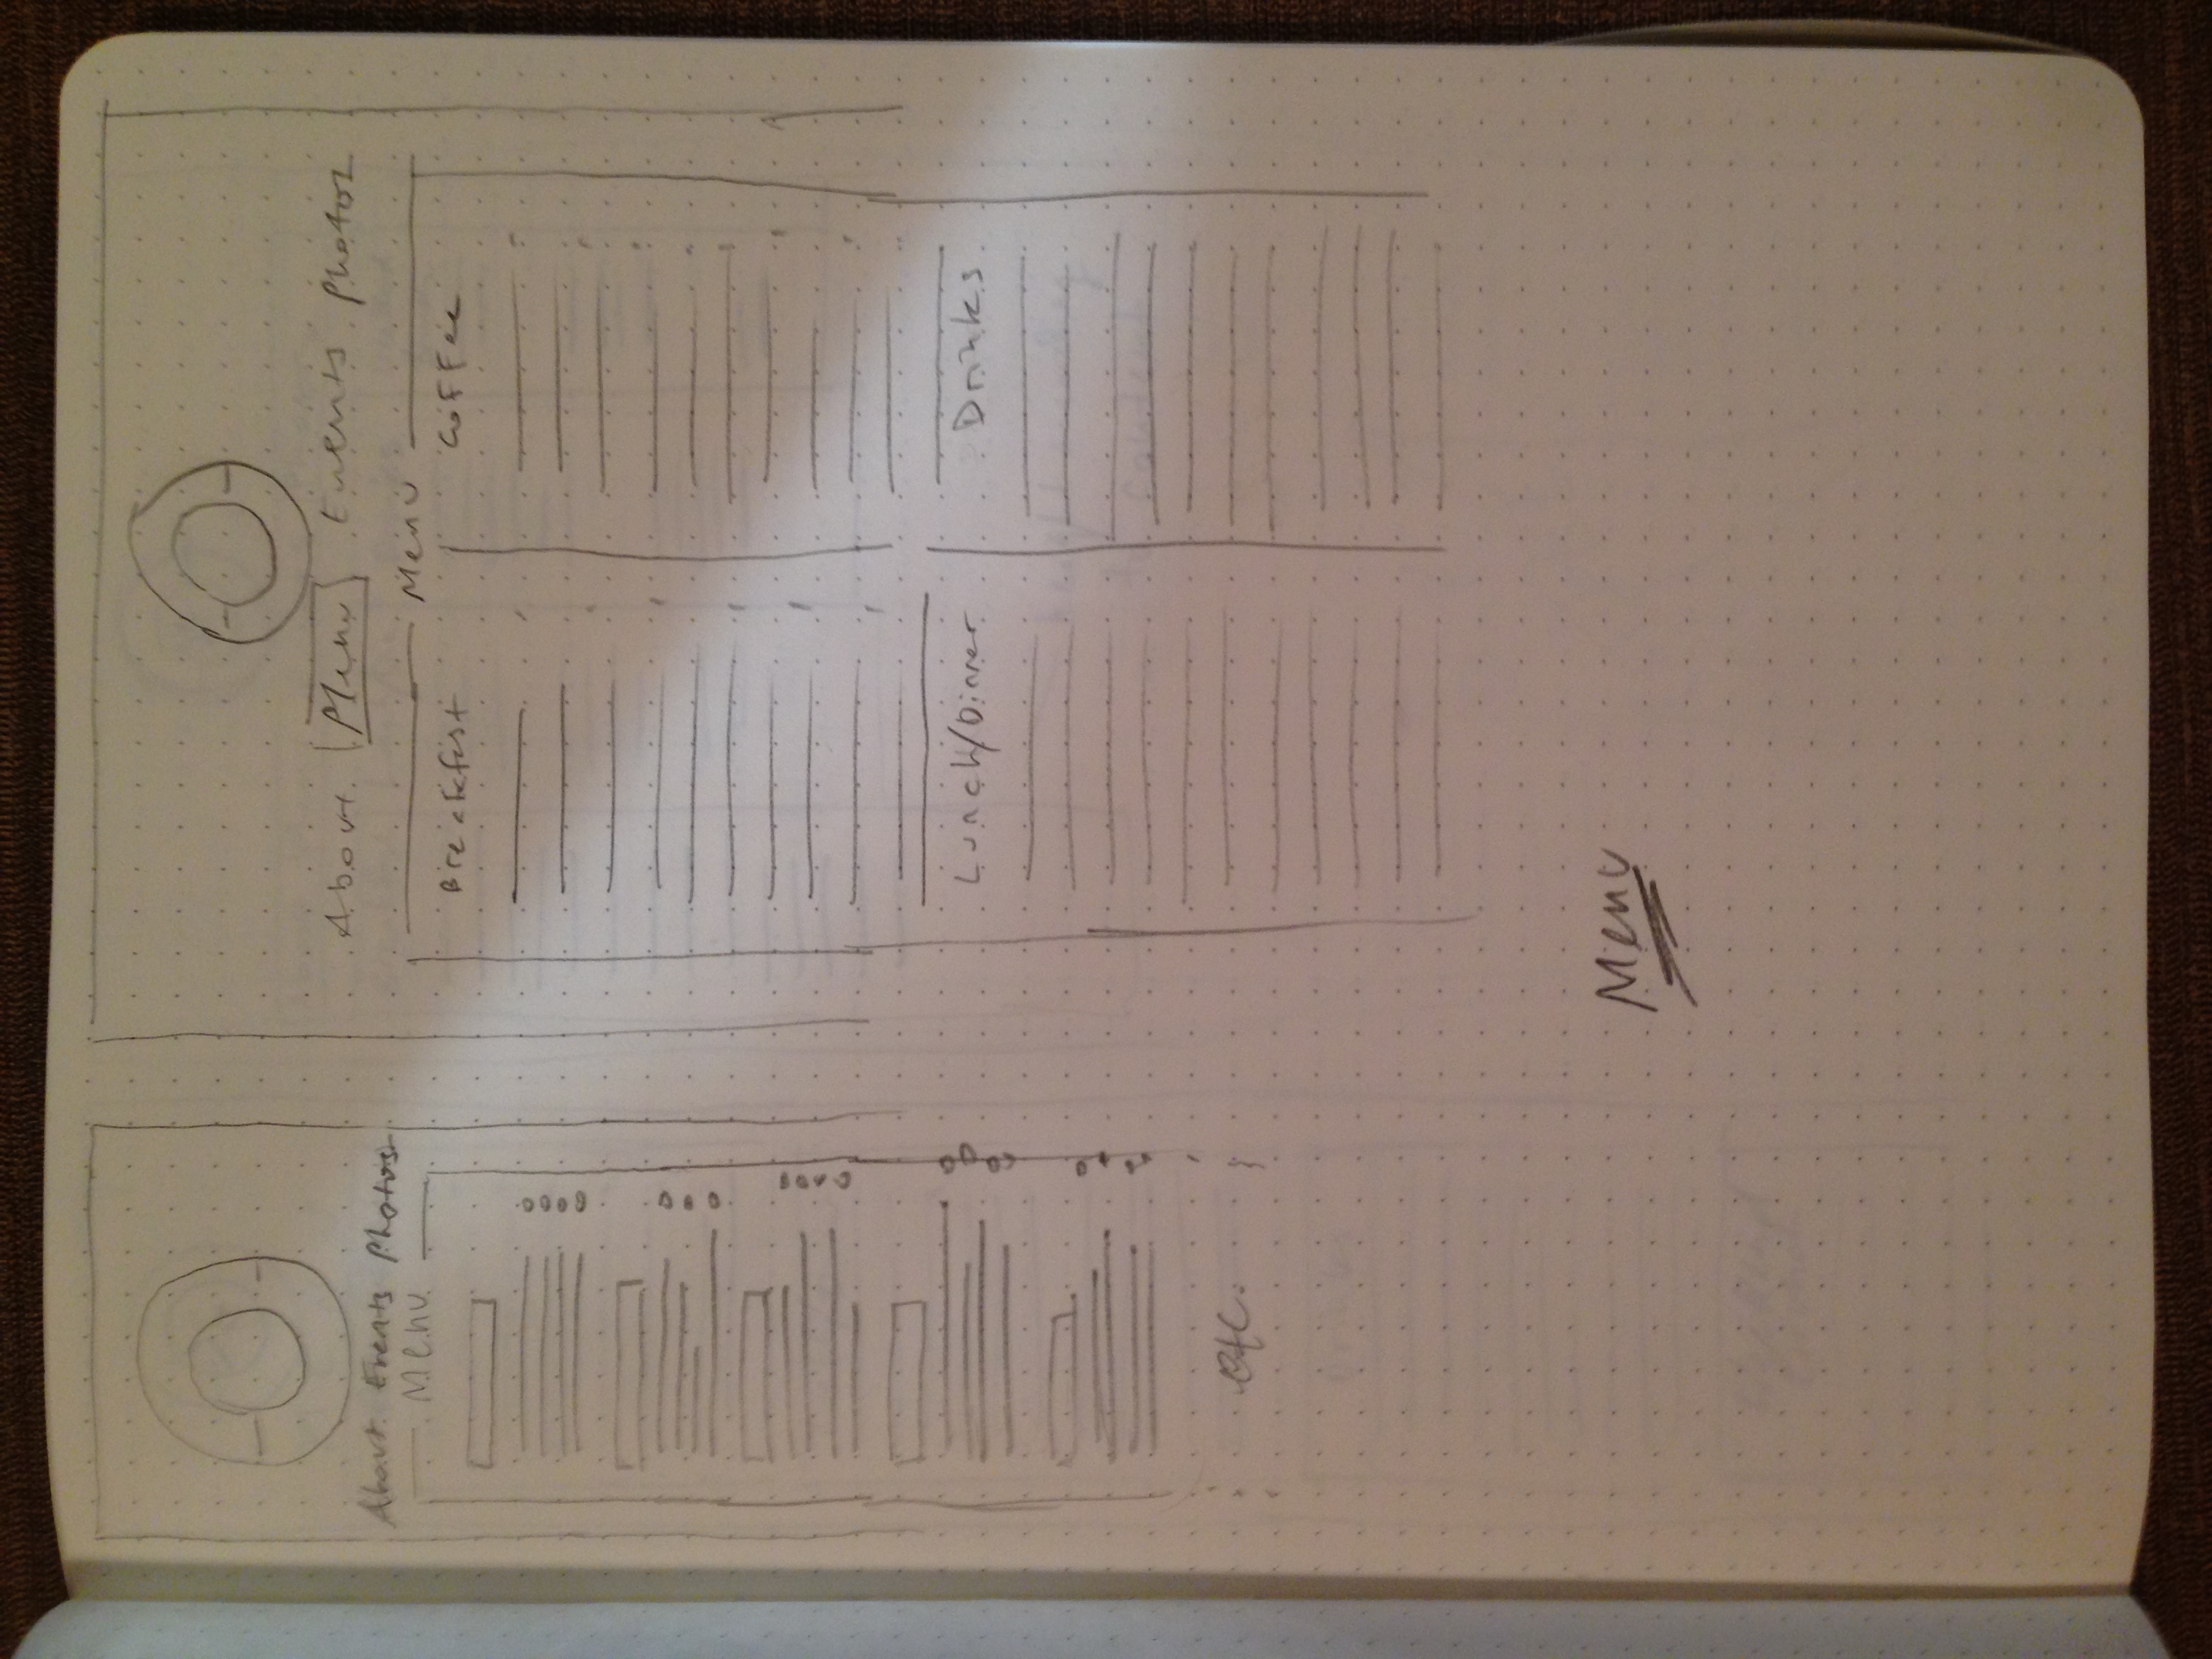 About Events Photos
Menu
etc.
About Menu Events Photos
Menu
Breakfast
Coffee
Lunch/Dinner
Drinks
Menu